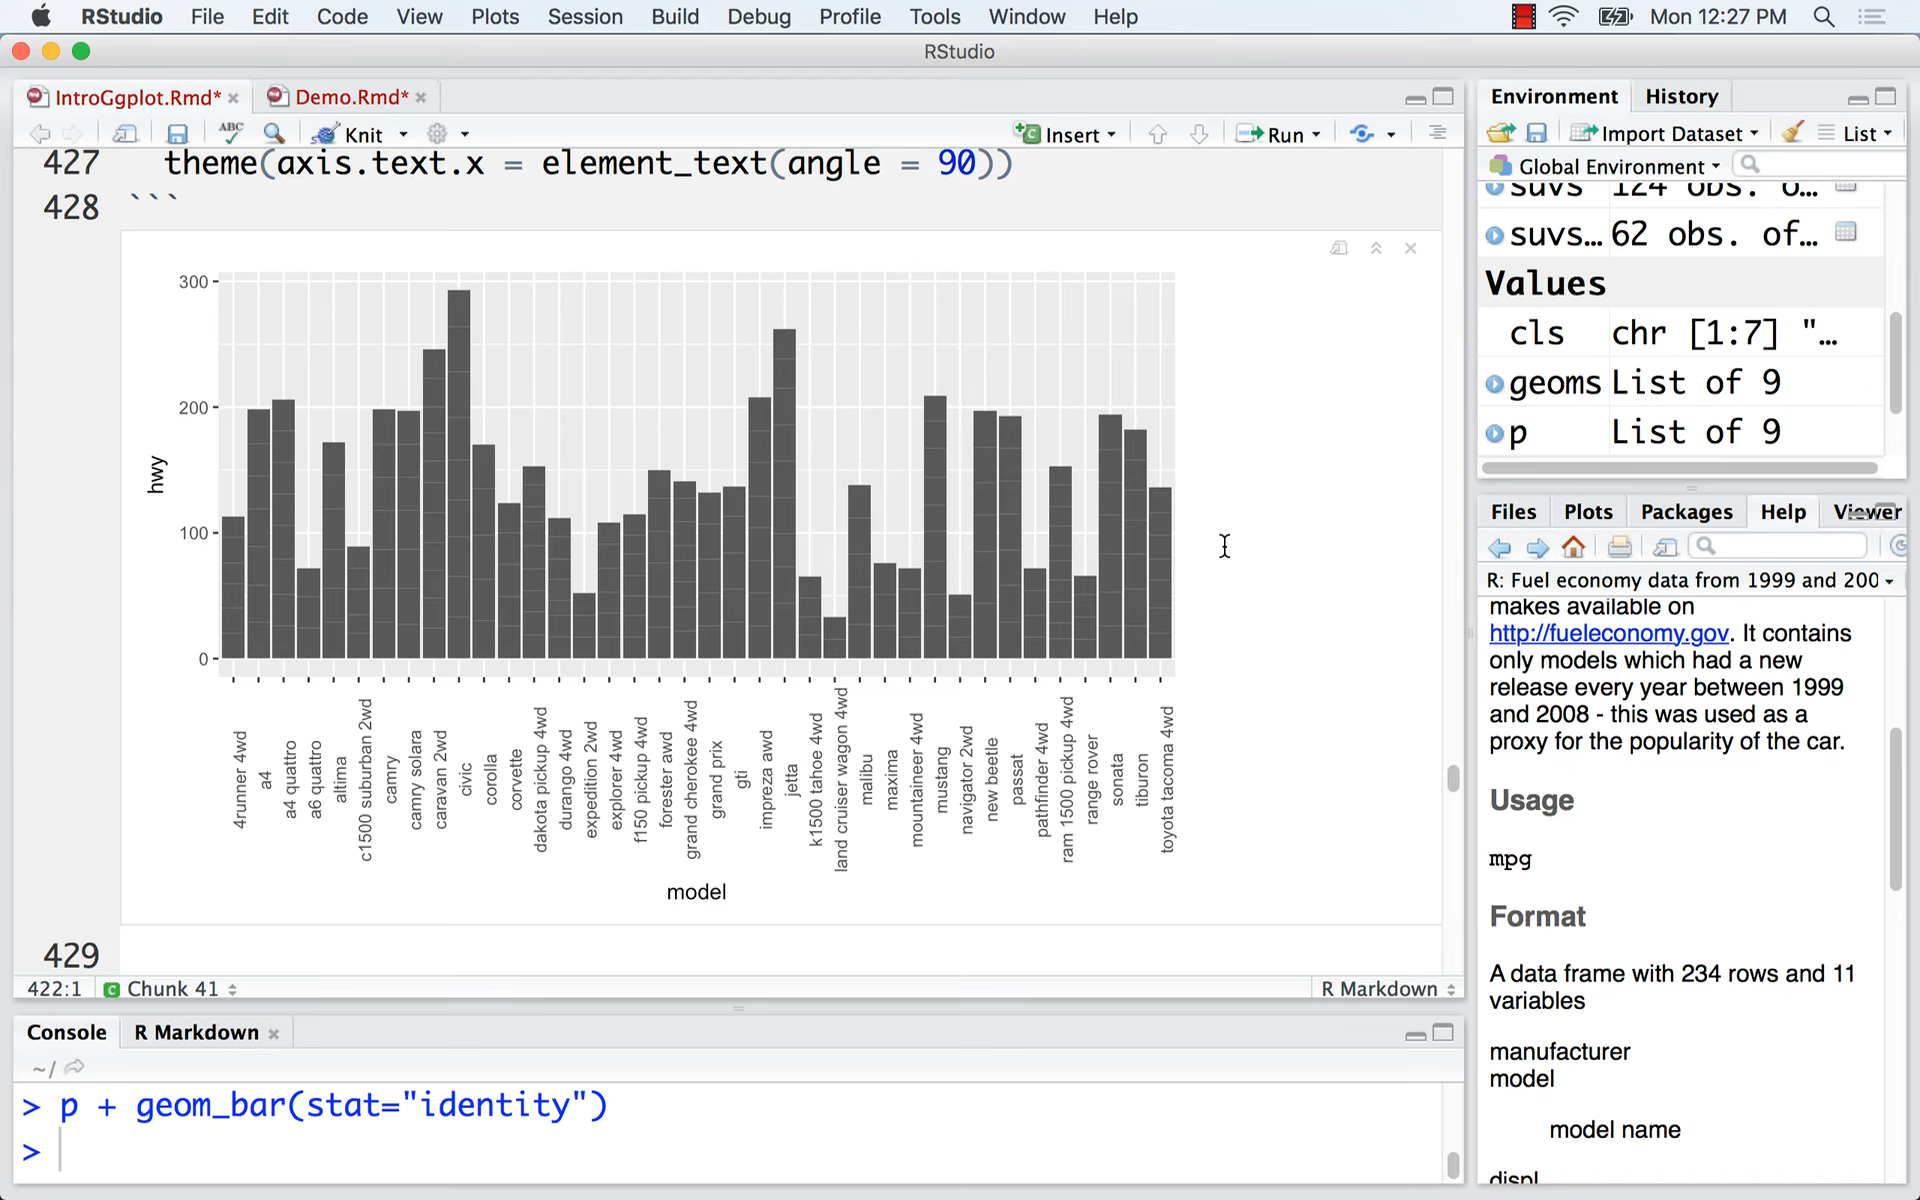 RStudio File Edit Code View Plots Session Build Debug Profile Tools Window Help Mon 12:27 PM
RStudio
IntroGgplot.Rmd* Demo.Rmd*
ABC Knit Insert Run
427 theme(axis.text.x = element_text(angle = 90))
428 ```
300
200
100
0
hwy
4runner 4wd
a4
a4 quattro
a6 quattro
altima
c1500 suburban 2wd
camry
camry solara
caravan 2wd
civic
corolla
corvette
dakota pickup 4wd
durango 4wd
expedition 2wd
explorer 4wd
f150 pickup 4wd
forester awd
grand cherokee 4wd
grand prix
gti
impreza awd
jetta
k1500 tahoe 4wd
land cruiser wagon 4wd
malibu
maxima
mountaineer 4wd
mustang
navigator 2wd
new beetle
passat
pathfinder 4wd
ram 1500 pickup 4wd
range rover
sonata
tiburon
toyota tacoma 4wd
model
429
422:1 C Chunk 41 R Markdown
Console R Markdown
~/
> p + geom_bar(stat="identity")
>
Environment History
Import Dataset List
Global Environment
suvs 124 obs. o…
suvs… 62 obs. of…
Values
cls chr [1:7] "…
geoms List of 9
p List of 9
Files Plots Packages Help Viewer
R: Fuel economy data from 1999 and 200
makes available on
http://fueleconomy.gov. It contains
only models which had a new
release every year between 1999
and 2008 - this was used as a
proxy for the popularity of the car.
Usage
mpg
Format
A data frame with 234 rows and 11
variables
manufacturer
model
model name
displ